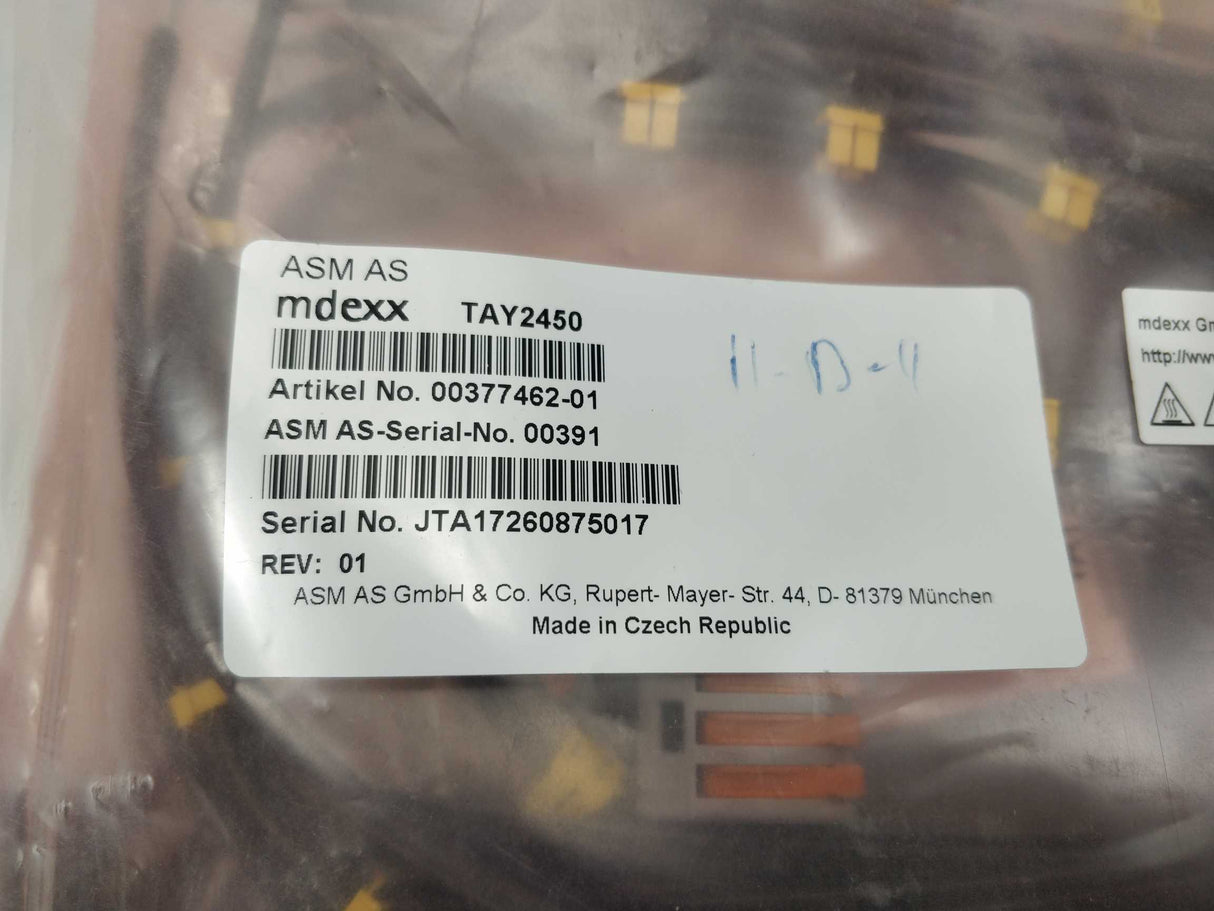 ASM AS
mdexx TAY2450
Artikel No. 00377462-01
ASM AS-Serial-No. 00391
Serial No. JTA17260875017
REV: 01
ASM AS GmbH & Co. KG, Rupert- Mayer- Str. 44, D- 81379 München
Made in Czech Republic
mdexx
http://www